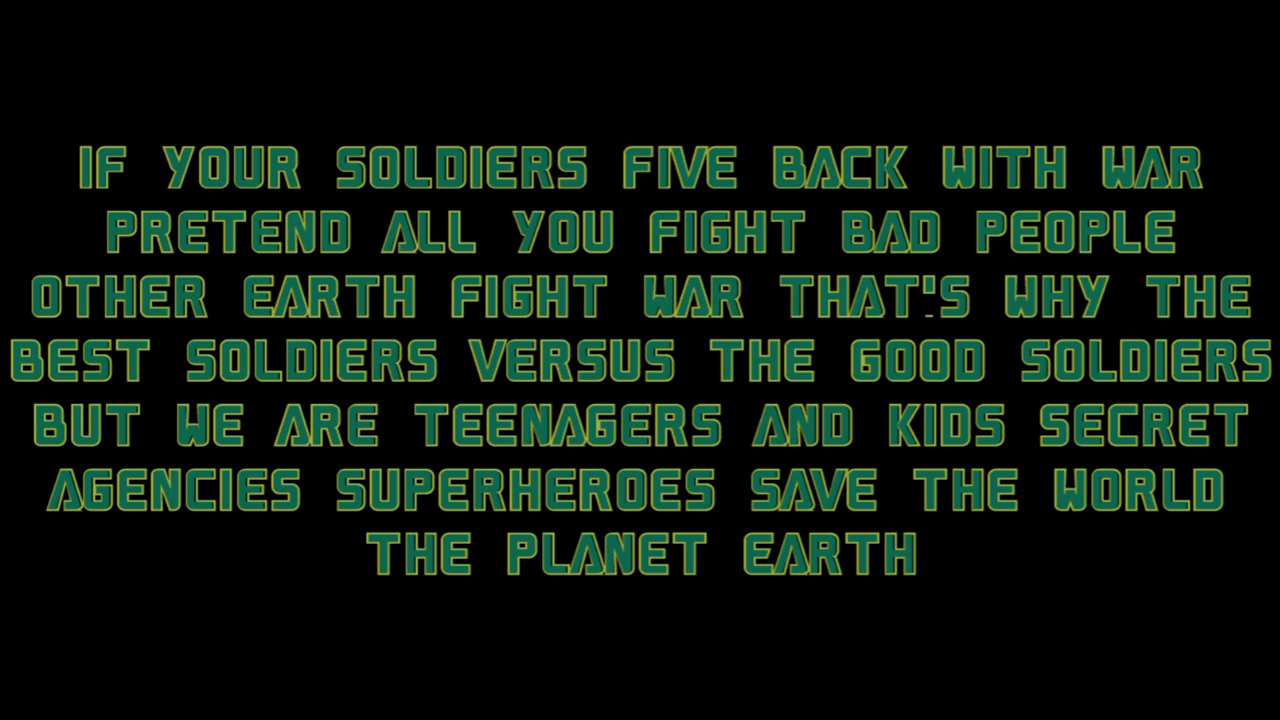 IF YOUR SOLDIERS FIVE BACK WITH WAR
PRETEND ALL YOU FIGHT BAD PEOPLE
OTHER EARTH FIGHT WAR THAT'S WHY THE
BEST SOLDIERS VERSUS THE GOOD SOLDIERS
BUT WE ARE TEENAGERS AND KIDS SECRET
AGENCIES SUPERHEROES SAVE THE WORLD
THE PLANET EARTH